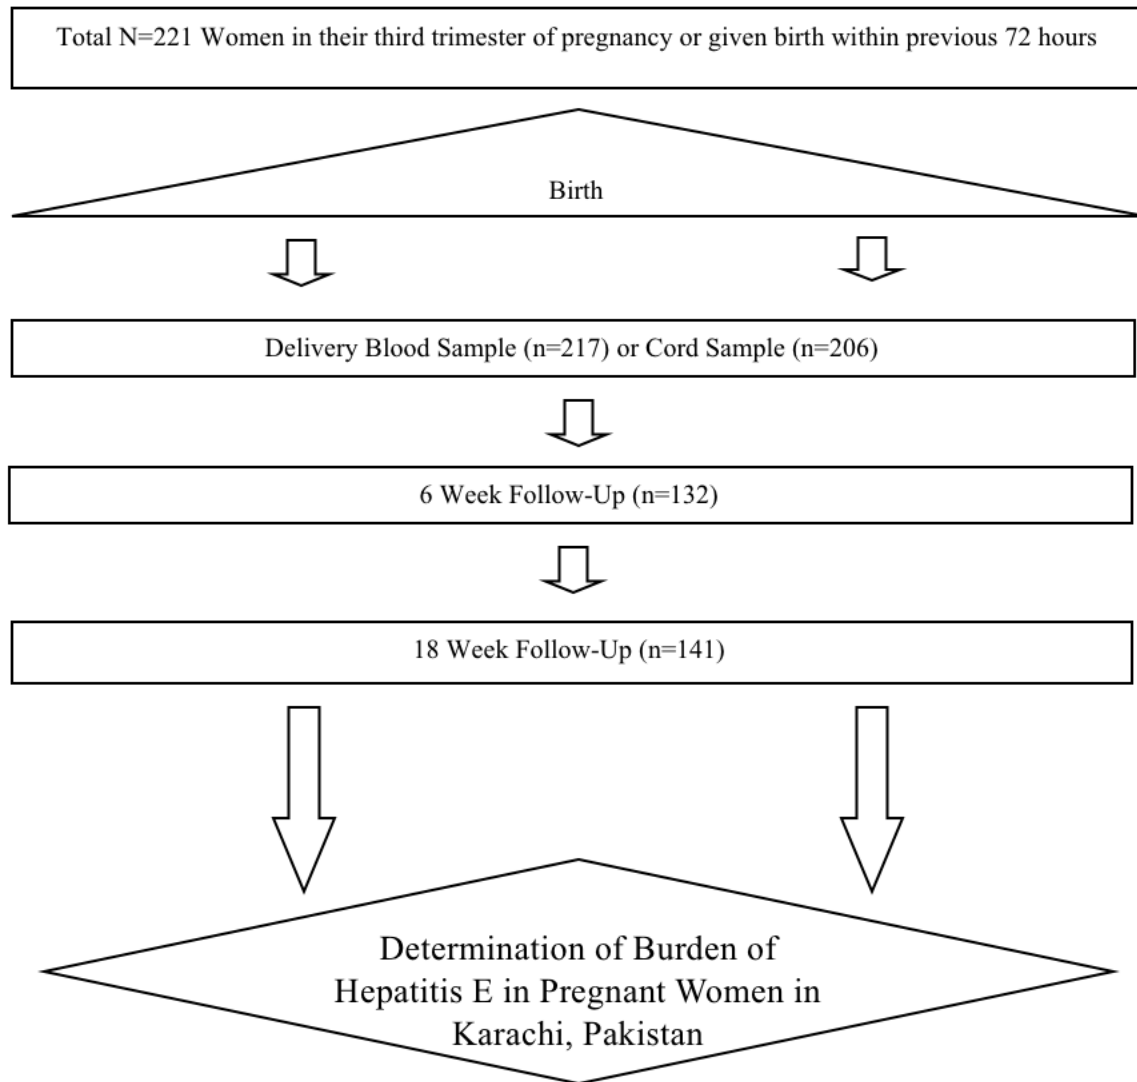 Total N=221 Women in their third trimester of pregnancy or given birth within previous 72 hours
Birth
Delivery Blood Sample (n=217) or Cord Sample (n=206)
6 Week Follow-Up (n=132)
18 Week Follow-Up (n=141)
Determination of Burden of
Hepatitis E in Pregnant Women in
Karachi, Pakistan